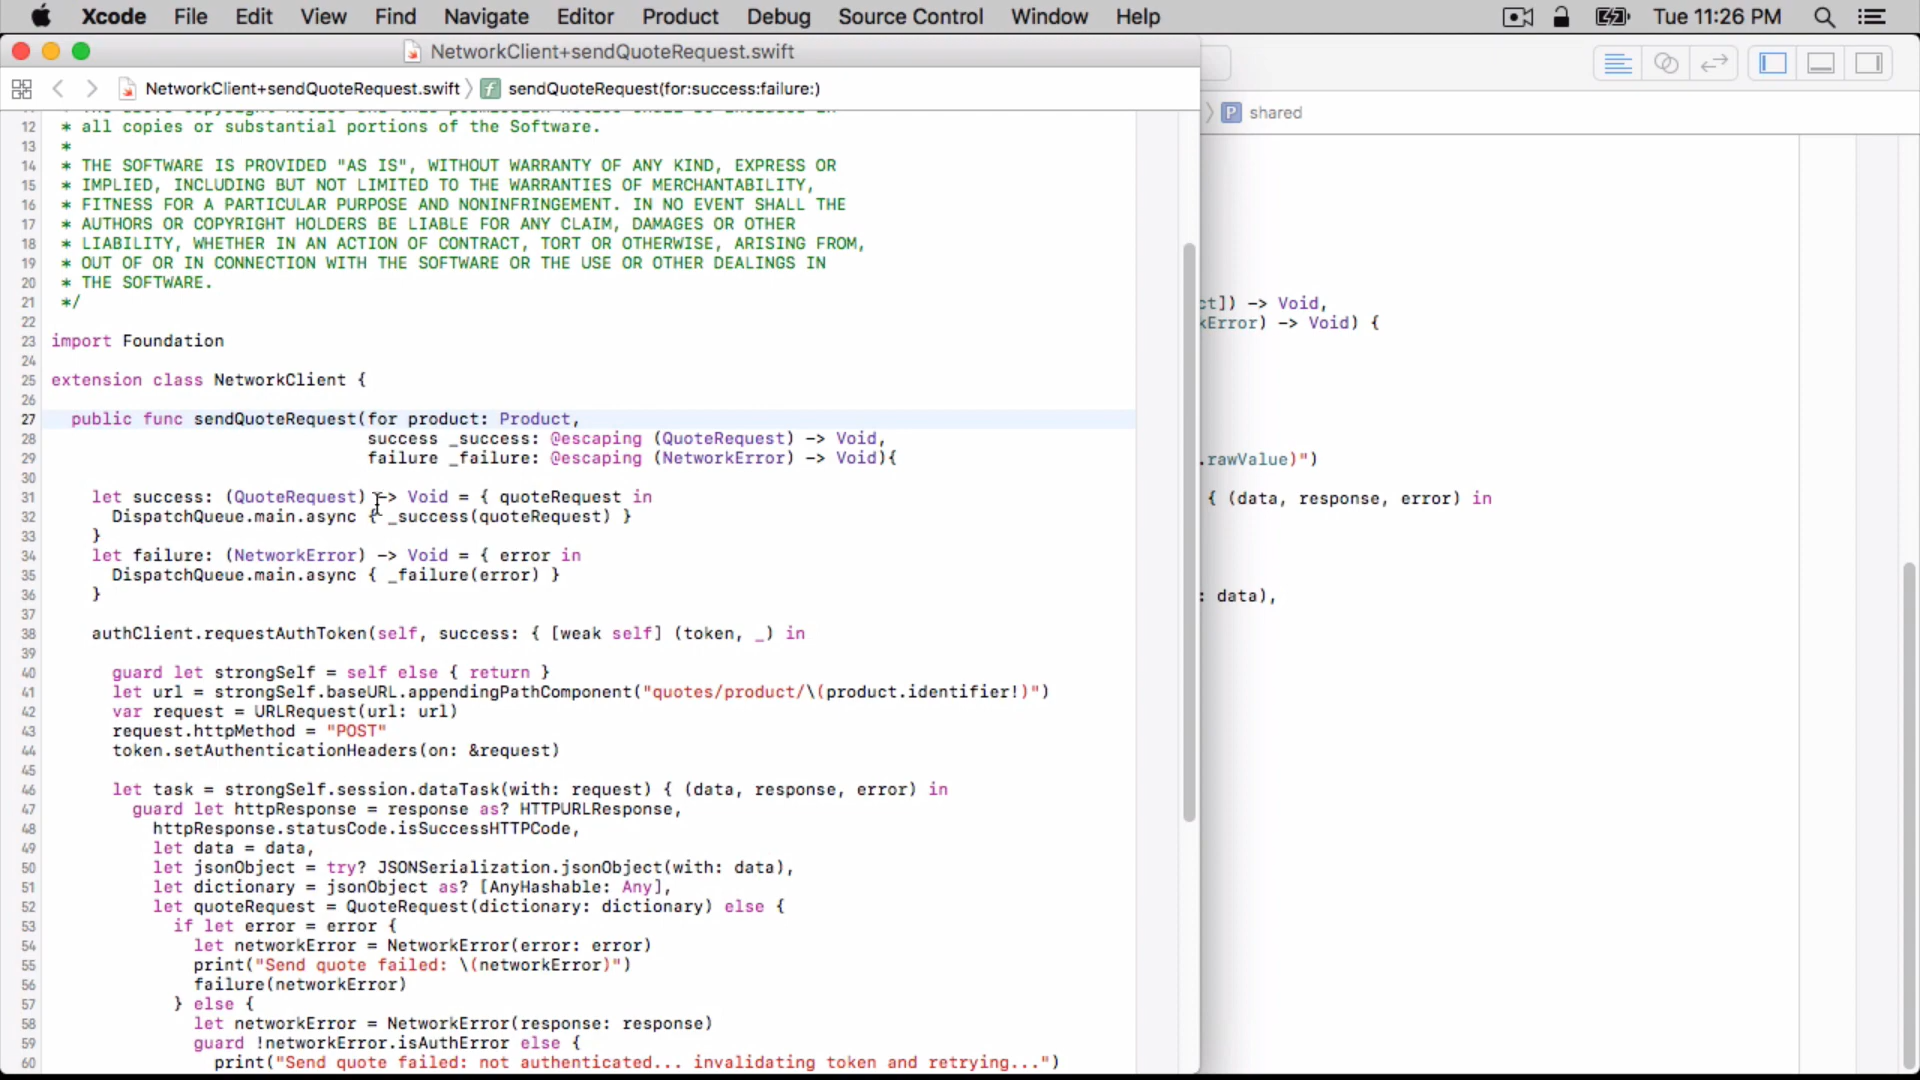 Xcode File Edit View Find Navigate Editor Product Debug Source Control Window Help Tue 11:26 PM
NetworkClient+sendQuoteRequest.swift
NetworkClient+sendQuoteRequest.swift f sendQuoteRequest(for:success:failure:)
P shared
12 * all copies or substantial portions of the Software.
13 *
14 * THE SOFTWARE IS PROVIDED "AS IS", WITHOUT WARRANTY OF ANY KIND, EXPRESS OR
15 * IMPLIED, INCLUDING BUT NOT LIMITED TO THE WARRANTIES OF MERCHANTABILITY,
16 * FITNESS FOR A PARTICULAR PURPOSE AND NONINFRINGEMENT. IN NO EVENT SHALL THE
17 * AUTHORS OR COPYRIGHT HOLDERS BE LIABLE FOR ANY CLAIM, DAMAGES OR OTHER
18 * LIABILITY, WHETHER IN AN ACTION OF CONTRACT, TORT OR OTHERWISE, ARISING FROM,
19 * OUT OF OR IN CONNECTION WITH THE SOFTWARE OR THE USE OR OTHER DEALINGS IN
20 * THE SOFTWARE.
21 */
22
23 import Foundation
24
25 extension class NetworkClient {
26
27 public func sendQuoteRequest(for product: Product,
28 success _success: @escaping (QuoteRequest) -> Void,
29 failure _failure: @escaping (NetworkError) -> Void){
30
31 let success: (QuoteRequest) -> Void = { quoteRequest in
32 DispatchQueue.main.async { _success(quoteRequest) }
33 }
34 let failure: (NetworkError) -> Void = { error in
35 DispatchQueue.main.async { _failure(error) }
36 }
37
38 authClient.requestAuthToken(self, success: { [weak self] (token, _) in
39
40 guard let strongSelf = self else { return }
41 let url = strongSelf.baseURL.appendingPathComponent("quotes/product/\(product.identifier!)")
42 var request = URLRequest(url: url)
43 request.httpMethod = "POST"
44 token.setAuthenticationHeaders(on: &request)
45
46 let task = strongSelf.session.dataTask(with: request) { (data, response, error) in
47 guard let httpResponse = response as? HTTPURLResponse,
48 httpResponse.statusCode.isSuccessHTTPCode,
49 let data = data,
50 let jsonObject = try? JSONSerialization.jsonObject(with: data),
51 let dictionary = jsonObject as? [AnyHashable: Any],
52 let quoteRequest = QuoteRequest(dictionary: dictionary) else {
53 if let error = error {
54 let networkError = NetworkError(error: error)
55 print("Send quote failed: \(networkError)")
56 failure(networkError)
57 } else {
58 let networkError = NetworkError(response: response)
59 guard !networkError.isAuthError else {
60 print("Send quote failed: not authenticated... invalidating token and retrying...")
ct]) -> Void,
kError) -> Void) {
.rawValue)")
{ (data, response, error) in
: data),